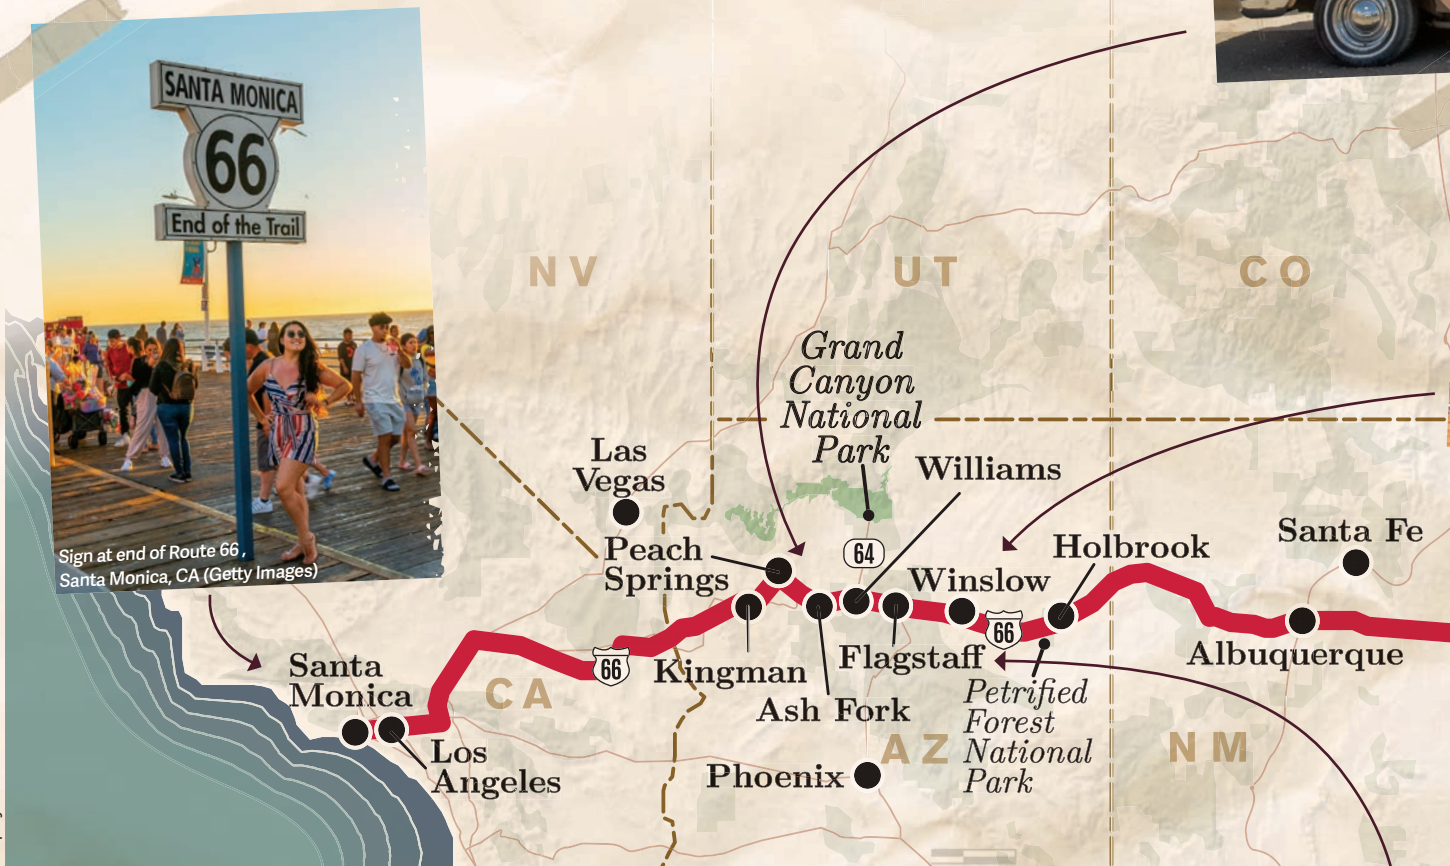 SANTA MONICA
66
End of the Trail
Sign at end of Route 66,
Santa Monica, CA (Getty Images)
NV
UT
CO
Grand
Canyon
National
Park
Las
Vegas
Williams
Peach
Springs
64
Winslow
Holbrook
Santa Fe
66
66
Kingman
Flagstaff
Albuquerque
Santa
Monica
CA
Ash Fork
Petrified
Forest
National
Park
AZ
NM
Los
Angeles
Phoenix